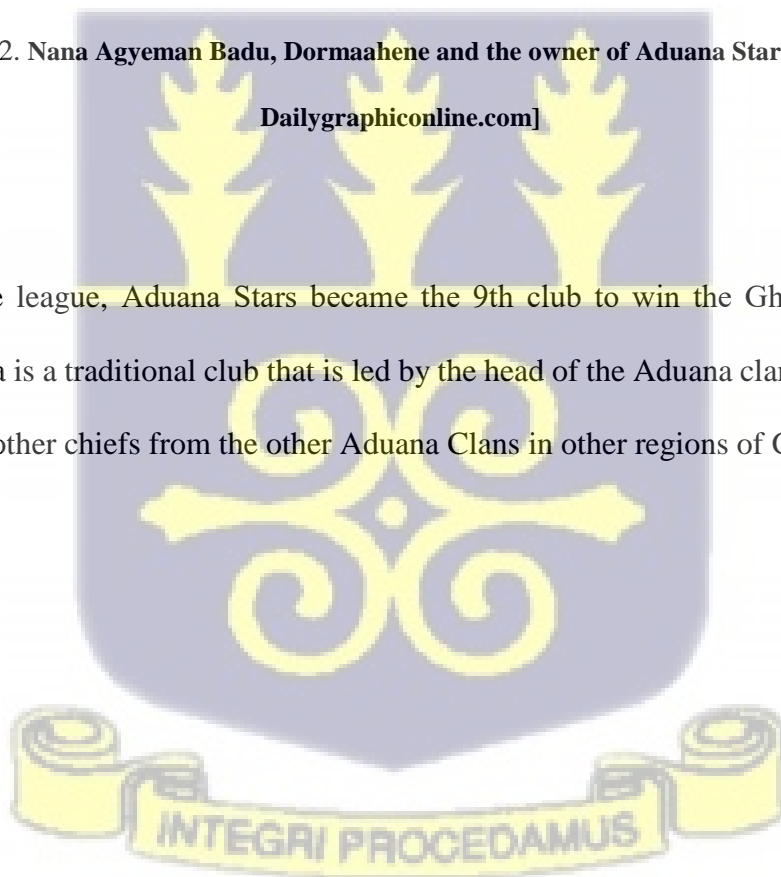 2. Nana Agyeman Badu, Dormaahene and the owner of Aduana Star
Dailygraphiconline.com]
league, Aduana Stars became the 9th club to win the Gh
is a traditional club that is led by the head of the Aduana clan
other chiefs from the other Aduana Clans in other regions of
INTEGRI PROCEDAMUS